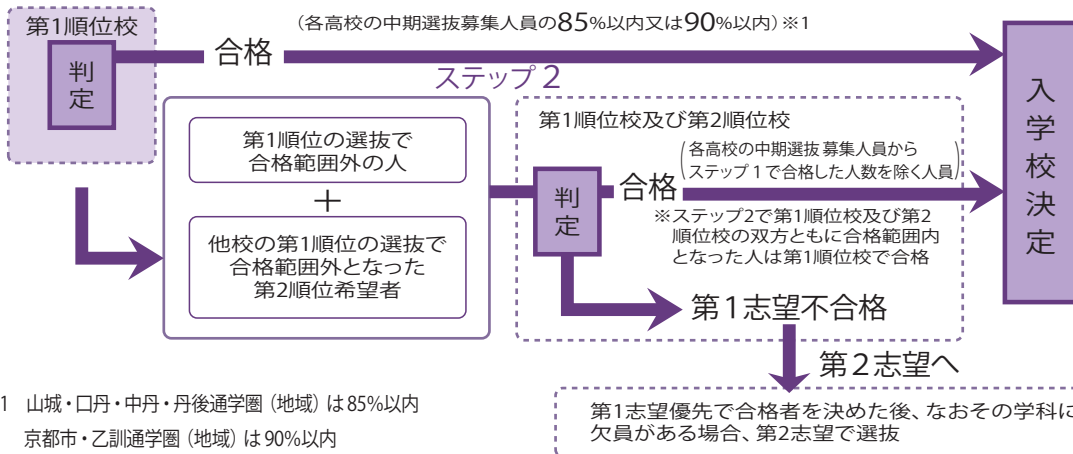 第1順位校
判定
合格
(各高校の中期選抜募集人員の85%以内又は90%以内)※1
ステップ2
第1順位の選抜で
合格範囲外の人
+
他校の第1順位の選抜で
合格範囲外となった
第2順位希望者
第1順位校及び第2順位校
判定
合格
(各高校の中期選抜募集人員から
ステップ1で合格した人数を除く人員)
※ステップ2で第1順位校及び第2
順位校の双方ともに合格範囲内
となった人は第1順位校で合格
第1志望不合格
入学校決定
第2志望へ
第1志望優先で合格者を決めた後、なおその学科に
欠員がある場合、第2志望で選抜
1 山城・口丹・中丹・丹後通学圏(地域)は85%以内
京都市・乙訓通学圏(地域)は90%以内